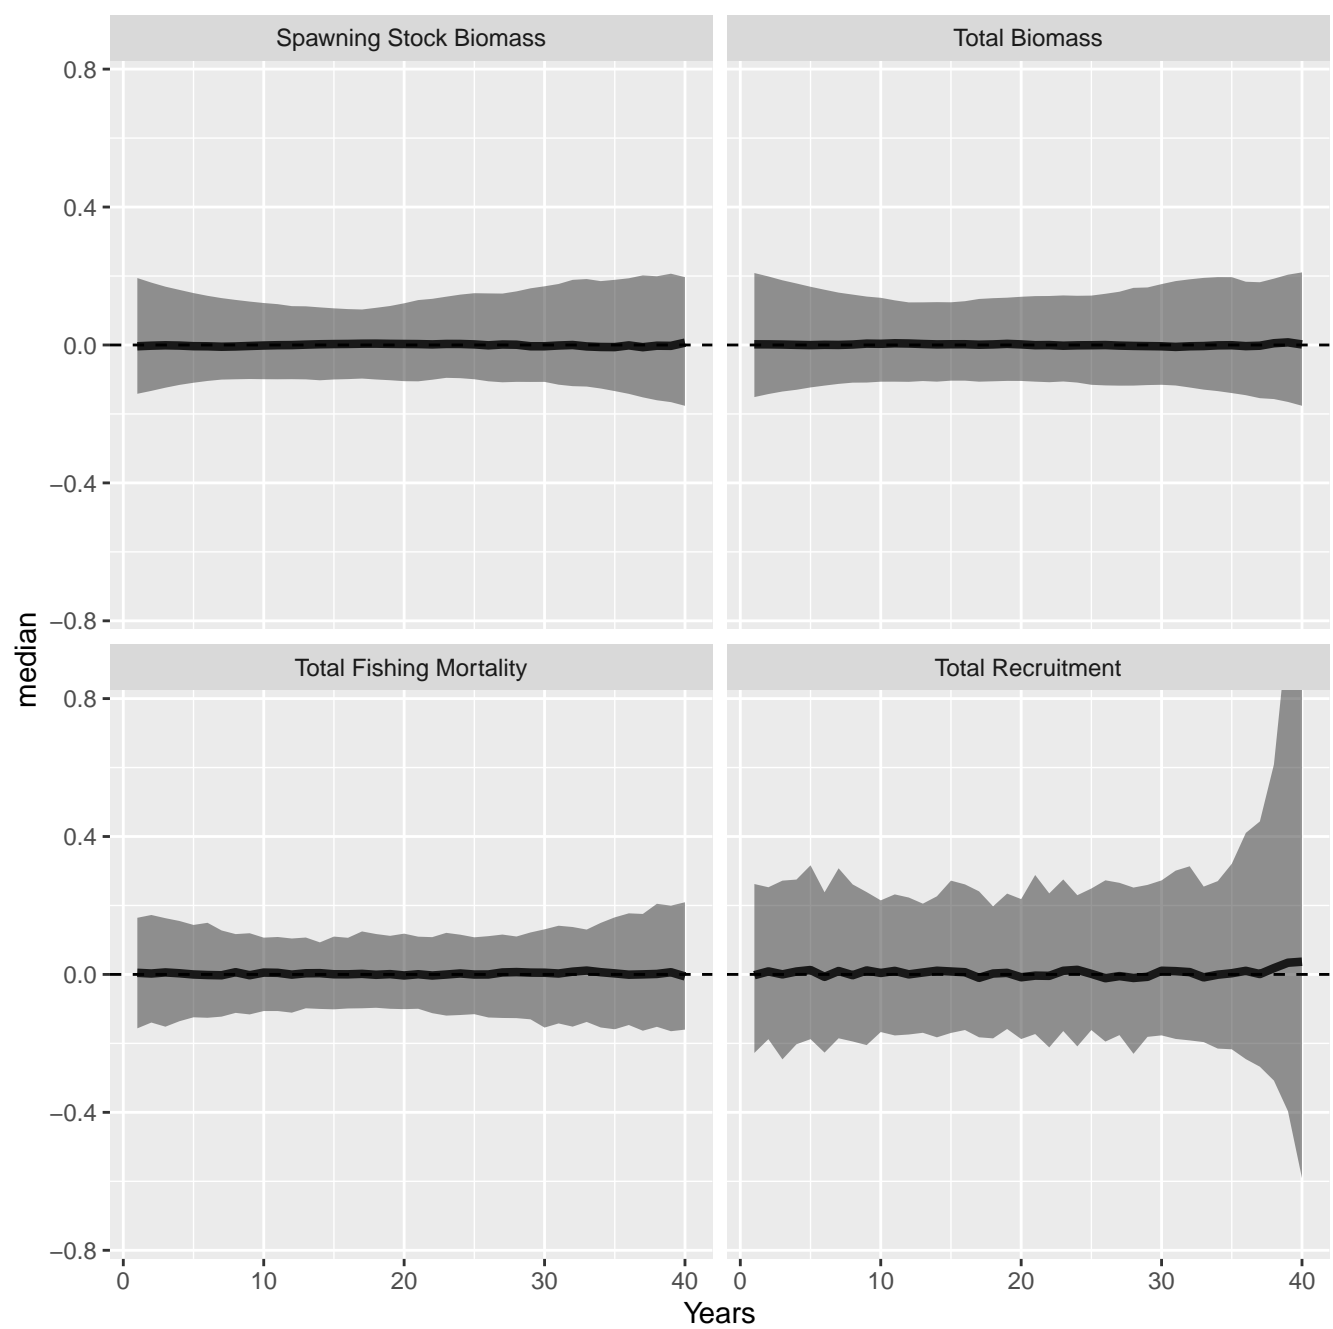 Spawning Stock Biomass
Total Biomass
0.8
0.4
0.0
−0.4
−0.8
median
Total Fishing Mortality
Total Recruitment
0.8
0.4
0.0
−0.4
−0.8
0 10 20 30 40
0 10 20 30 40
Years